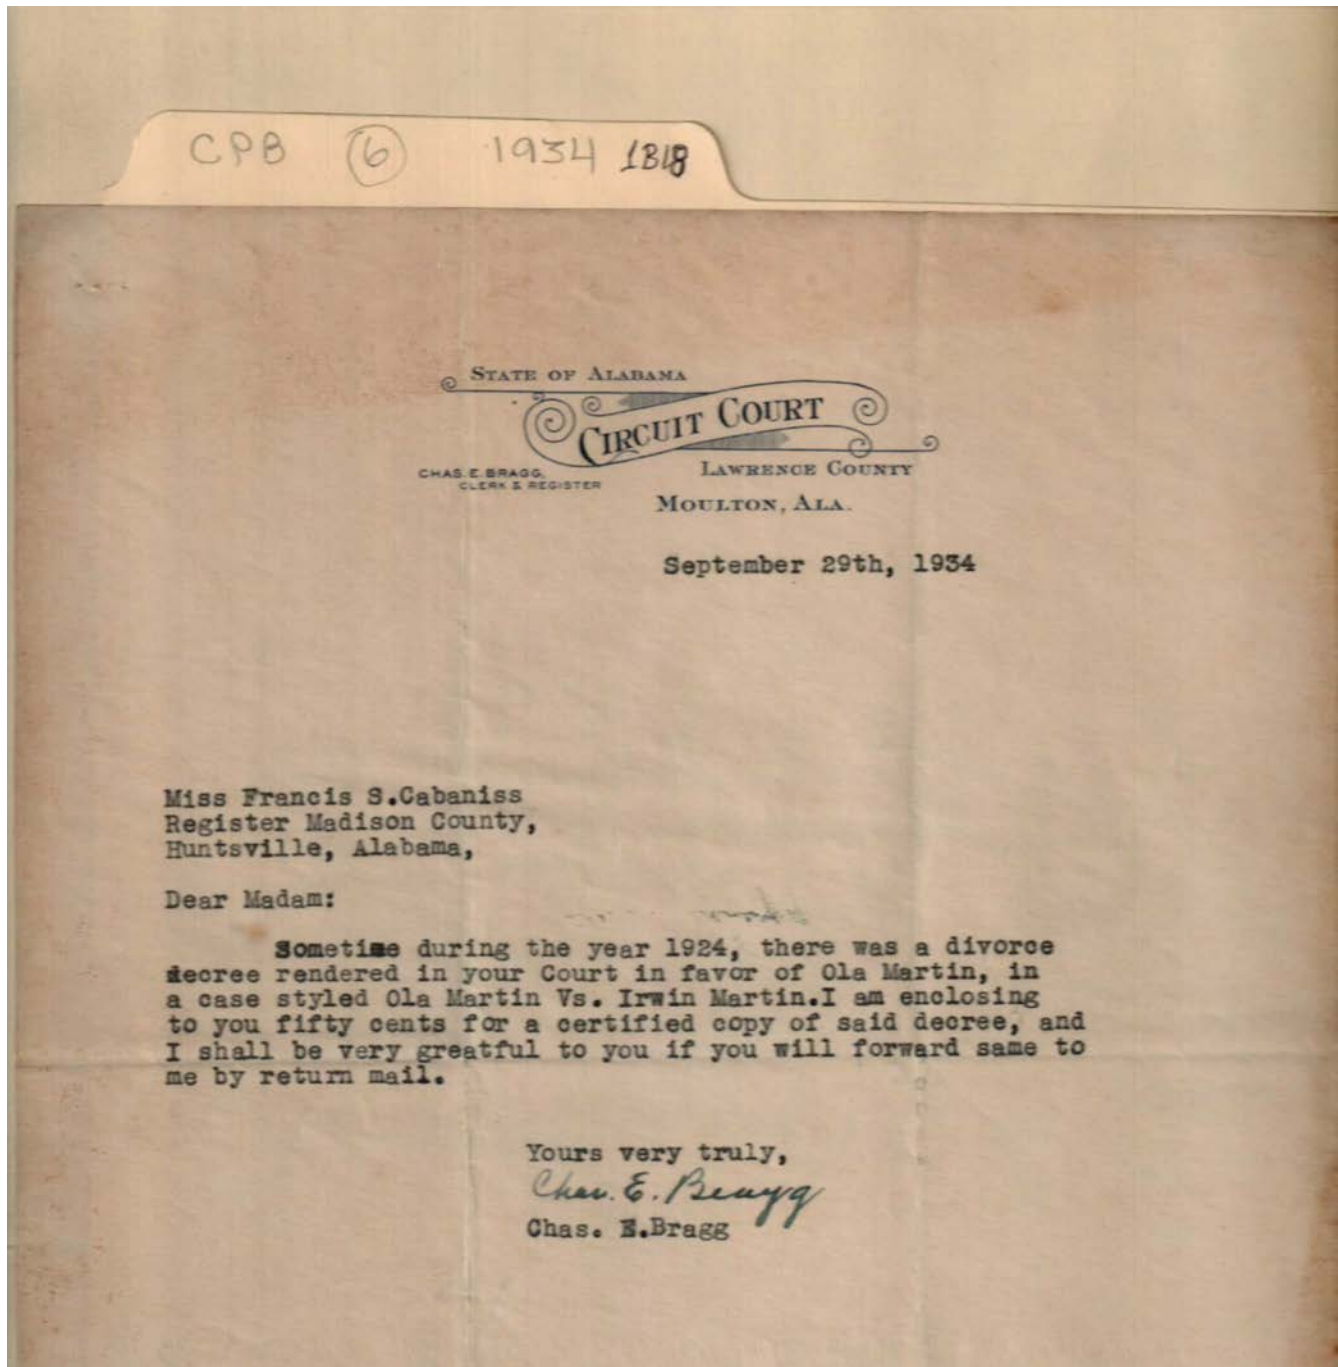 CPB 6 1934 1B18
STATE OF ALABAMA
CIRCUIT COURT
CHAS. E. BRAGG,
CLERK & REGISTER
LAWRENCE COUNTY
MOULTON, ALA.
September 29th, 1934
Miss Francis S.Cabaniss
Register Madison County,
Huntsville, Alabama,
Dear Madam:
Sometime during the year 1924, there was a divorce
decree rendered in your Court in favor of Ola Martin, in
a case styled Ola Martin Vs. Irwin Martin.I am enclosing
to you fifty cents for a certified copy of said decree, and
I shall be very greatful to you if you will forward same to
me by return mail.
Yours very truly,
Chas. E. Bragg
Chas. E.Bragg